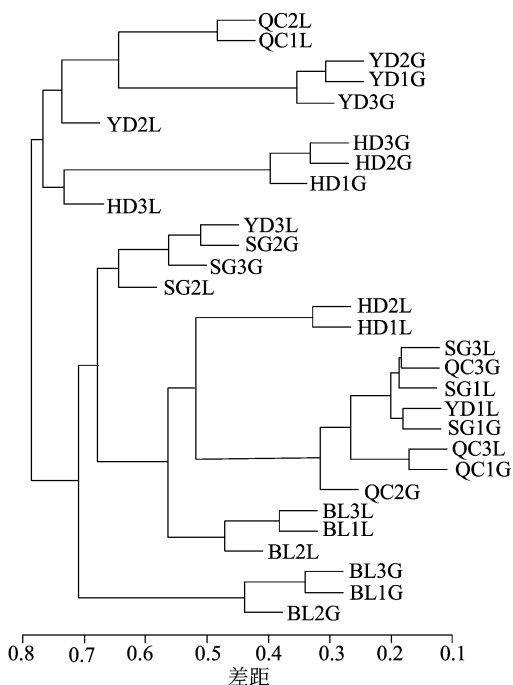 QC2L
QC1L
YD2G
YD1G
YD3G
YD2L
HD3G
HD2G
HD1G
HD3L
YD3L
SG2G
SG3G
SG2L
HD2L
HD1L
SG3L
QC3G
SG1L
YD1L
SG1G
QC3L
QC1G
QC2G
BL3L
BL1L
BL2L
BL3G
BL1G
BL2G
0.8 0.7 0.6 0.5 0.4 0.3 0.2 0.1
差距